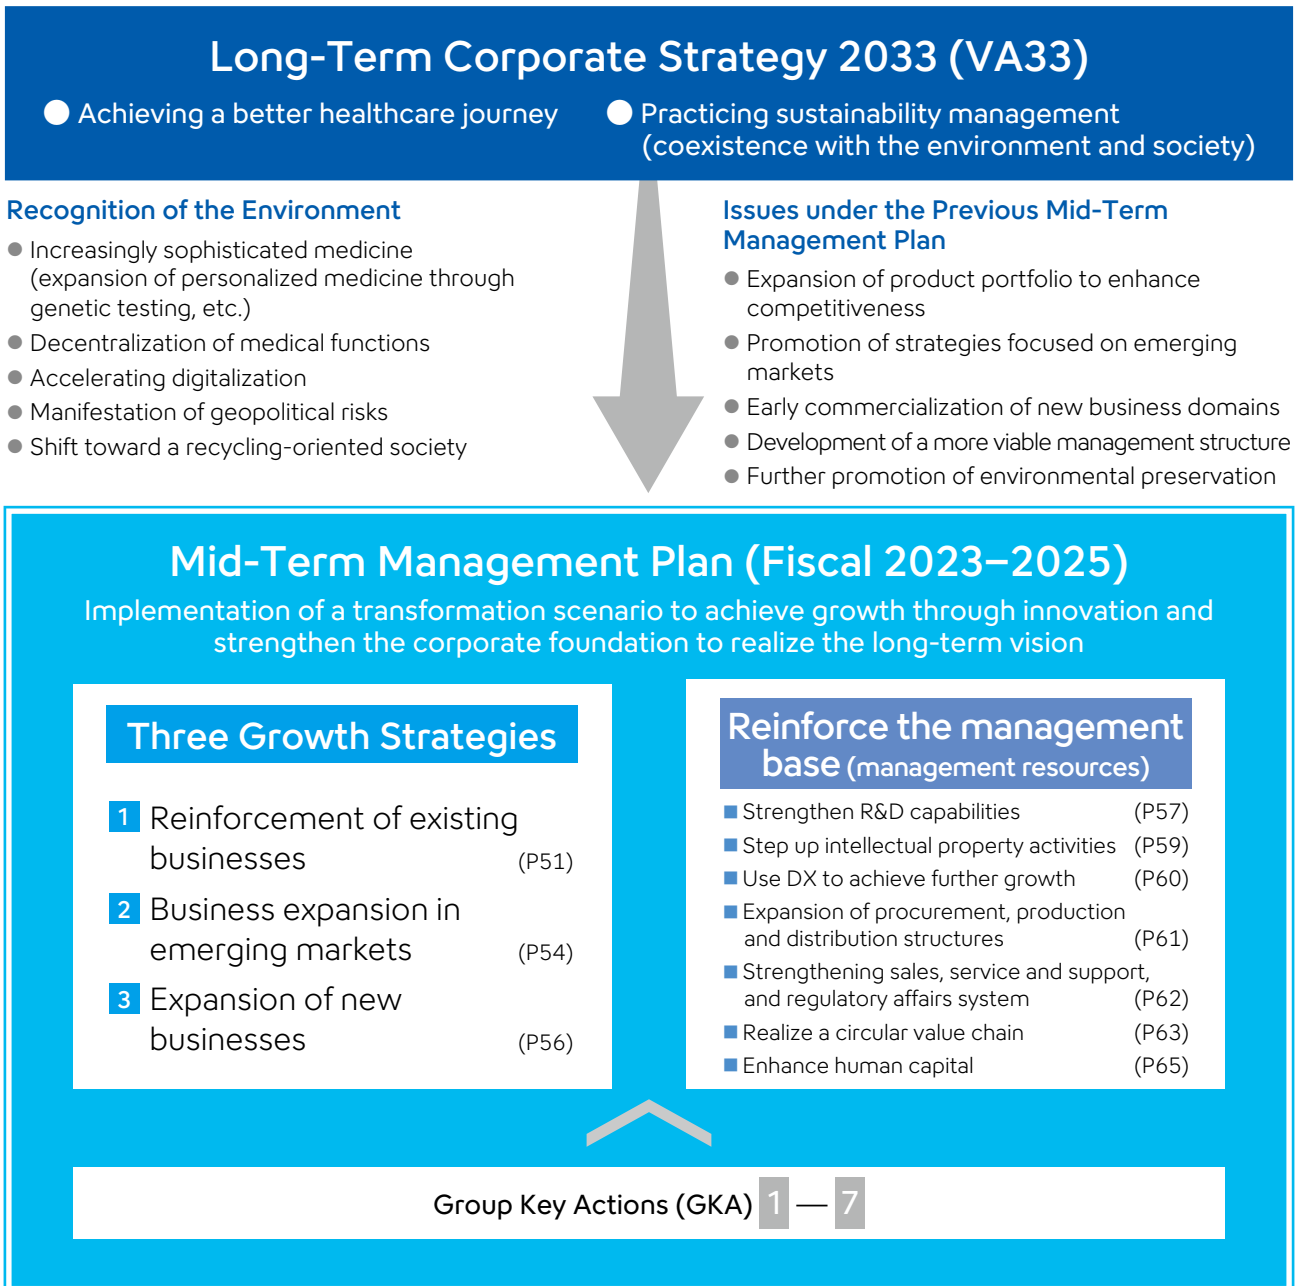 Long-Term Corporate Strategy 2033 (VA33)
● Achieving a better healthcare journey
● Practicing sustainability management
(coexistence with the environment and society)
Recognition of the Environment
● Increasingly sophisticated medicine
(expansion of personalized medicine through
genetic testing, etc.)
● Decentralization of medical functions
● Accelerating digitalization
● Manifestation of geopolitical risks
● Shift toward a recycling-oriented society
Issues under the Previous Mid-Term
Management Plan
● Expansion of product portfolio to enhance
competitiveness
● Promotion of strategies focused on emerging
markets
● Early commercialization of new business domains
● Development of a more viable management structure
● Further promotion of environmental preservation
Mid-Term Management Plan (Fiscal 2023–2025)
Implementation of a transformation scenario to achieve growth through innovation and
strengthen the corporate foundation to realize the long-term vision
Three Growth Strategies
1 Reinforcement of existing
businesses (P51)
2 Business expansion in
emerging markets (P54)
3 Expansion of new
businesses (P56)
Reinforce the management
base (management resources)
■ Strengthen R&D capabilities (P57)
■ Step up intellectual property activities (P59)
■ Use DX to achieve further growth (P60)
■ Expansion of procurement, production
and distribution structures (P61)
■ Strengthening sales, service and support,
and regulatory affairs system (P62)
■ Realize a circular value chain (P63)
■ Enhance human capital (P65)
Group Key Actions (GKA) 1 — 7